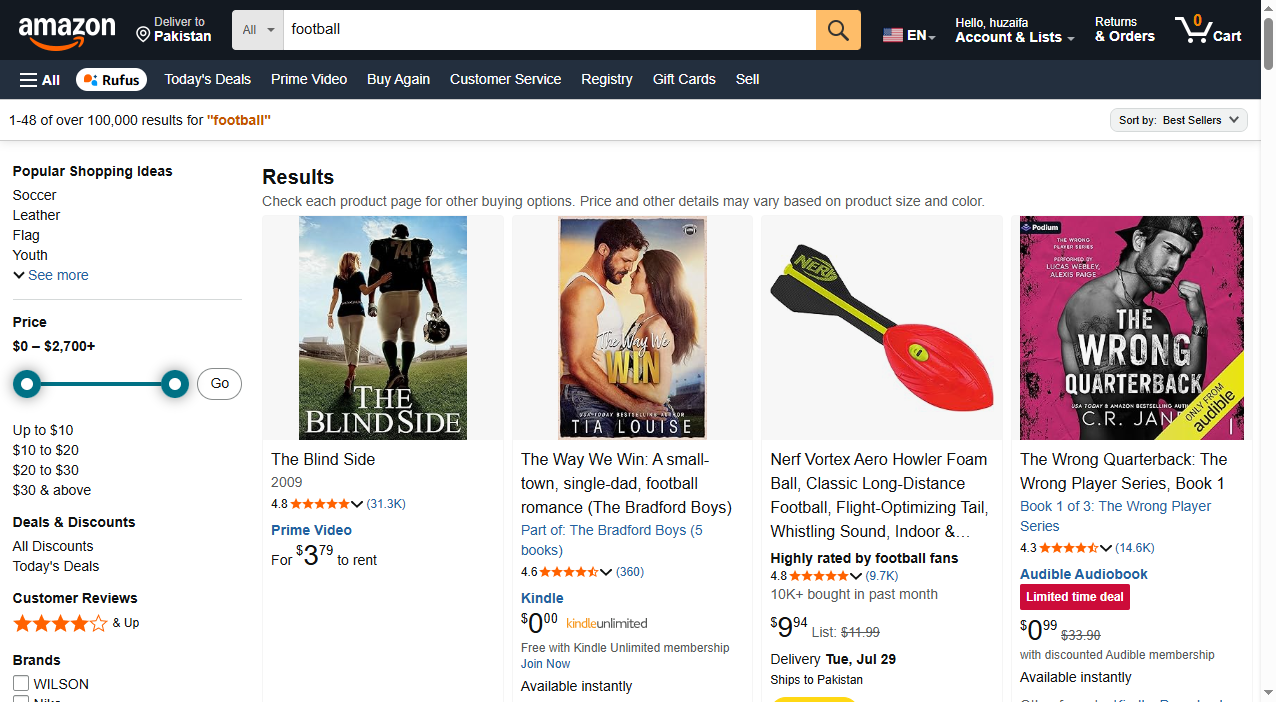 amazon
Deliver to
Pakistan
All
football
EN
Hello, huzaifa
Account & Lists
Returns
& Orders
0
Cart
All
Rufus
Today's Deals
Prime Video
Buy Again
Customer Service
Registry
Gift Cards
Sell
1-48 of over 100,000 results for "football"
Sort by: Best Sellers
Popular Shopping Ideas
Soccer
Leather
Flag
Youth
See more
Price
$0 – $2,700+
Go
Up to $10
$10 to $20
$20 to $30
$30 & above
Deals & Discounts
All Discounts
Today's Deals
Customer Reviews
& Up
Brands
WILSON
Nike
Results
Check each product page for other buying options. Price and other details may vary based on product size and color.
74
THE
BLIND SIDE
The Blind Side
2009
4.8 (31.3K)
Prime Video
For $3.79 to rent
The Way We
WIN
USA TODAY BESTSELLING AUTHOR
TIA LOUISE
The Way We Win: A small-
town, single-dad, football
romance (The Bradford Boys)
Part of: The Bradford Boys (5
books)
4.6 (360)
Kindle
$0.00 kindleunlimited
Free with Kindle Unlimited membership
Join Now
Available instantly
NERF
Nerf Vortex Aero Howler Foam
Ball, Classic Long-Distance
Football, Flight-Optimizing Tail,
Whistling Sound, Indoor &…
Highly rated by football fans
4.8 (9.7K)
10K+ bought in past month
$9.94 List: $11.99
Delivery Tue, Jul 29
Ships to Pakistan
Podium
THE WRONG
PLAYER SERIES
PERFORMED BY
LUCAS WEBLEY,
ALEXIS PAIGE
THE
WRONG
QUARTERBACK
USA TODAY & AMAZON BESTSELLING
C.R. JAN
ONLY FROM
audible
The Wrong Quarterback: The
Wrong Player Series, Book 1
Book 1 of 3: The Wrong Player
Series
4.3 (14.6K)
Audible Audiobook
Limited time deal
$0.99 $33.90
with discounted Audible membership
Available instantly